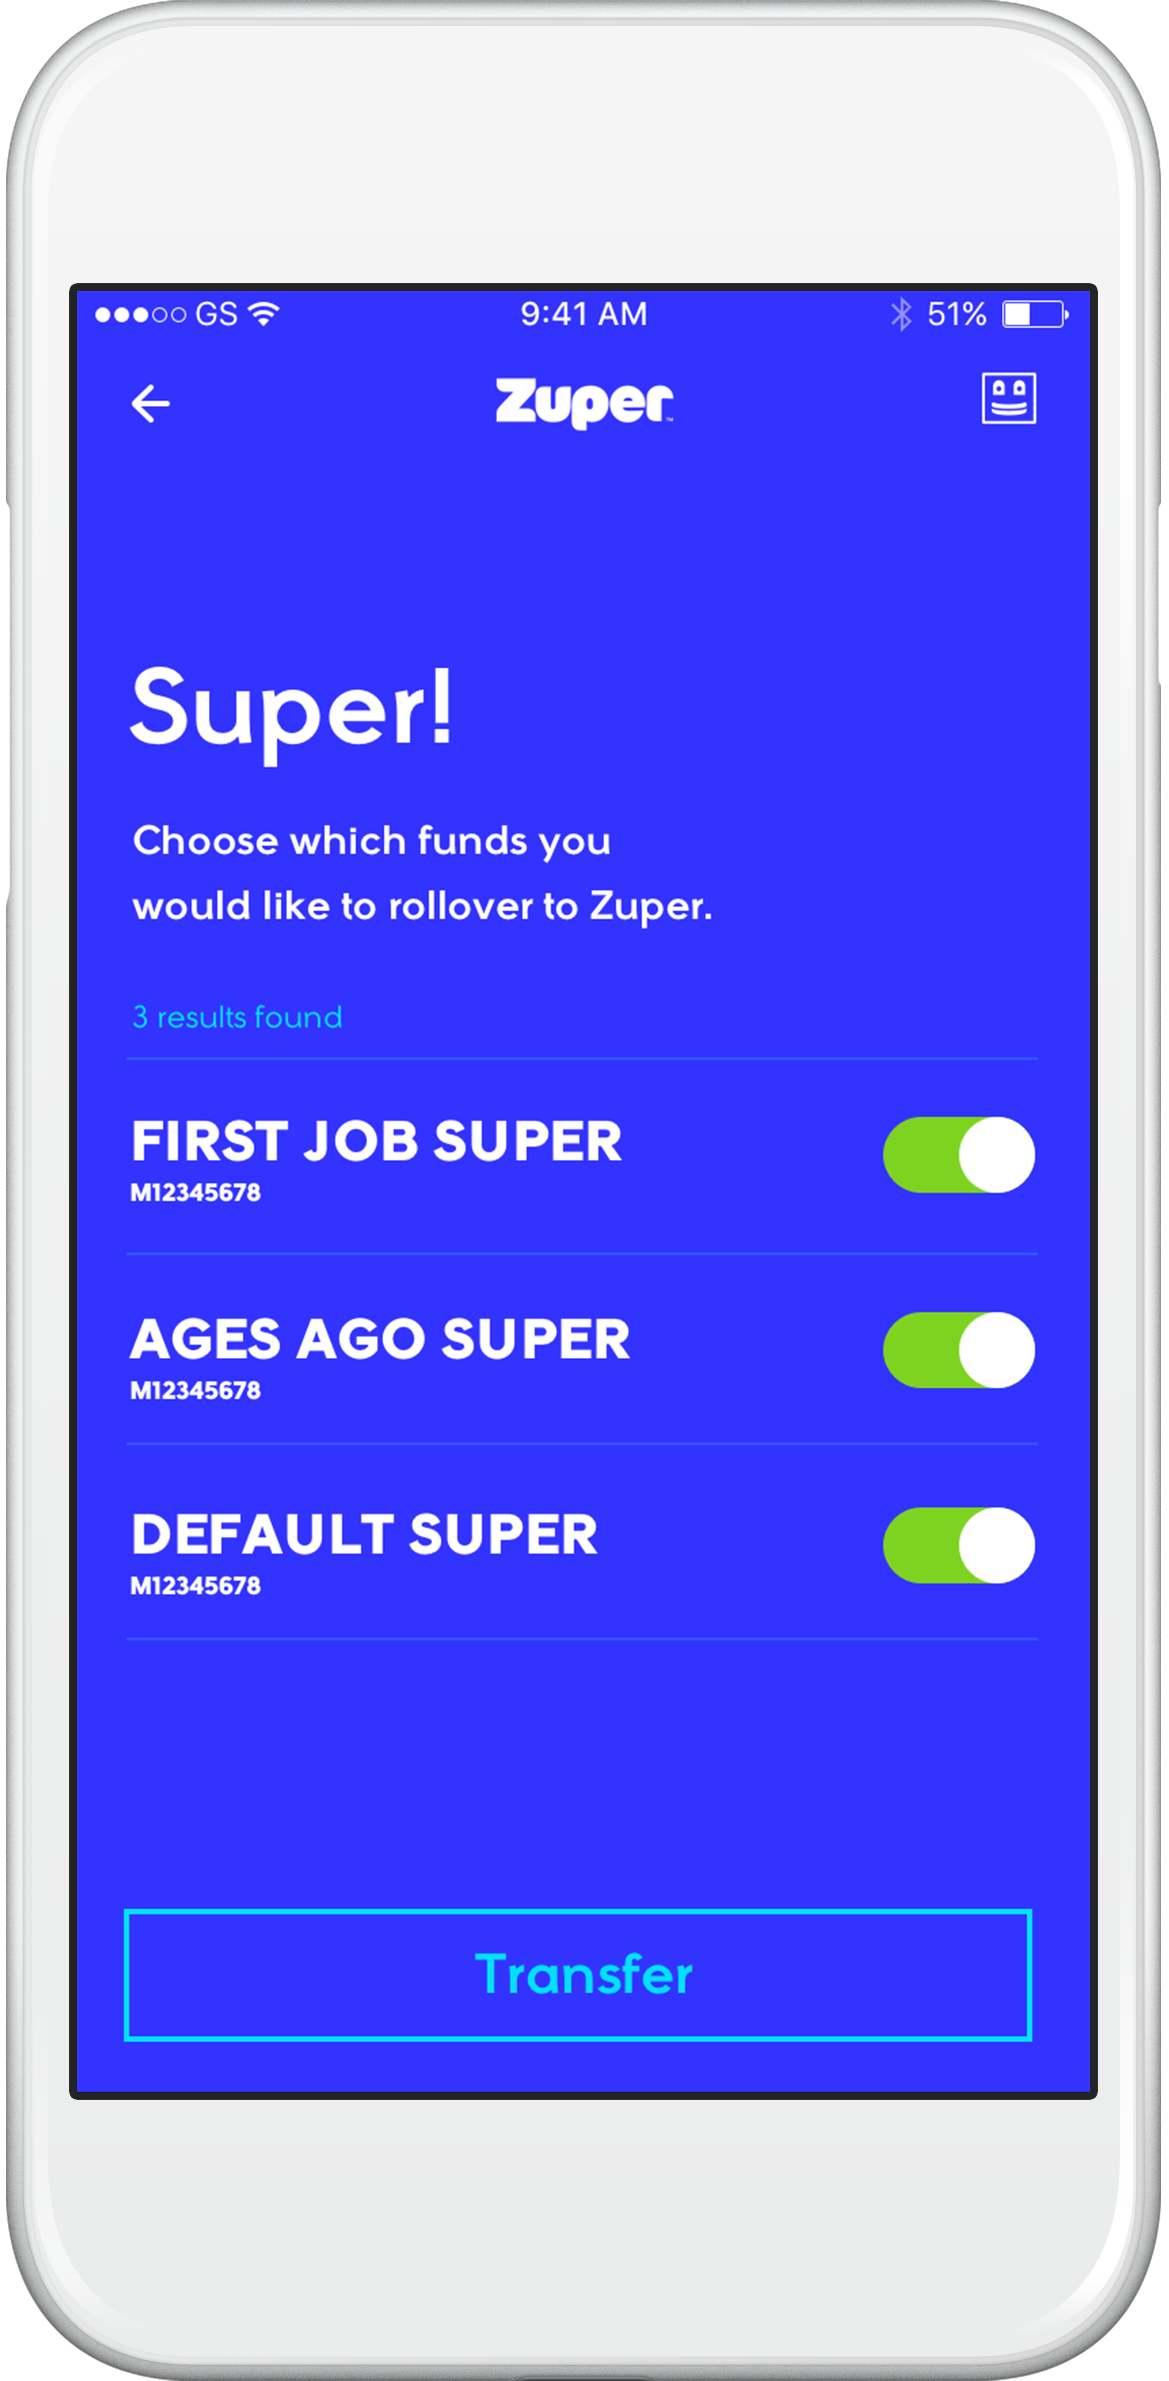 GS 9:41 AM 51%
Zuper™
Super!
Choose which funds you
would like to rollover to Zuper.
3 results found
FIRST JOB SUPER
M12345678
AGES AGO SUPER
M12345678
DEFAULT SUPER
M12345678
Transfer